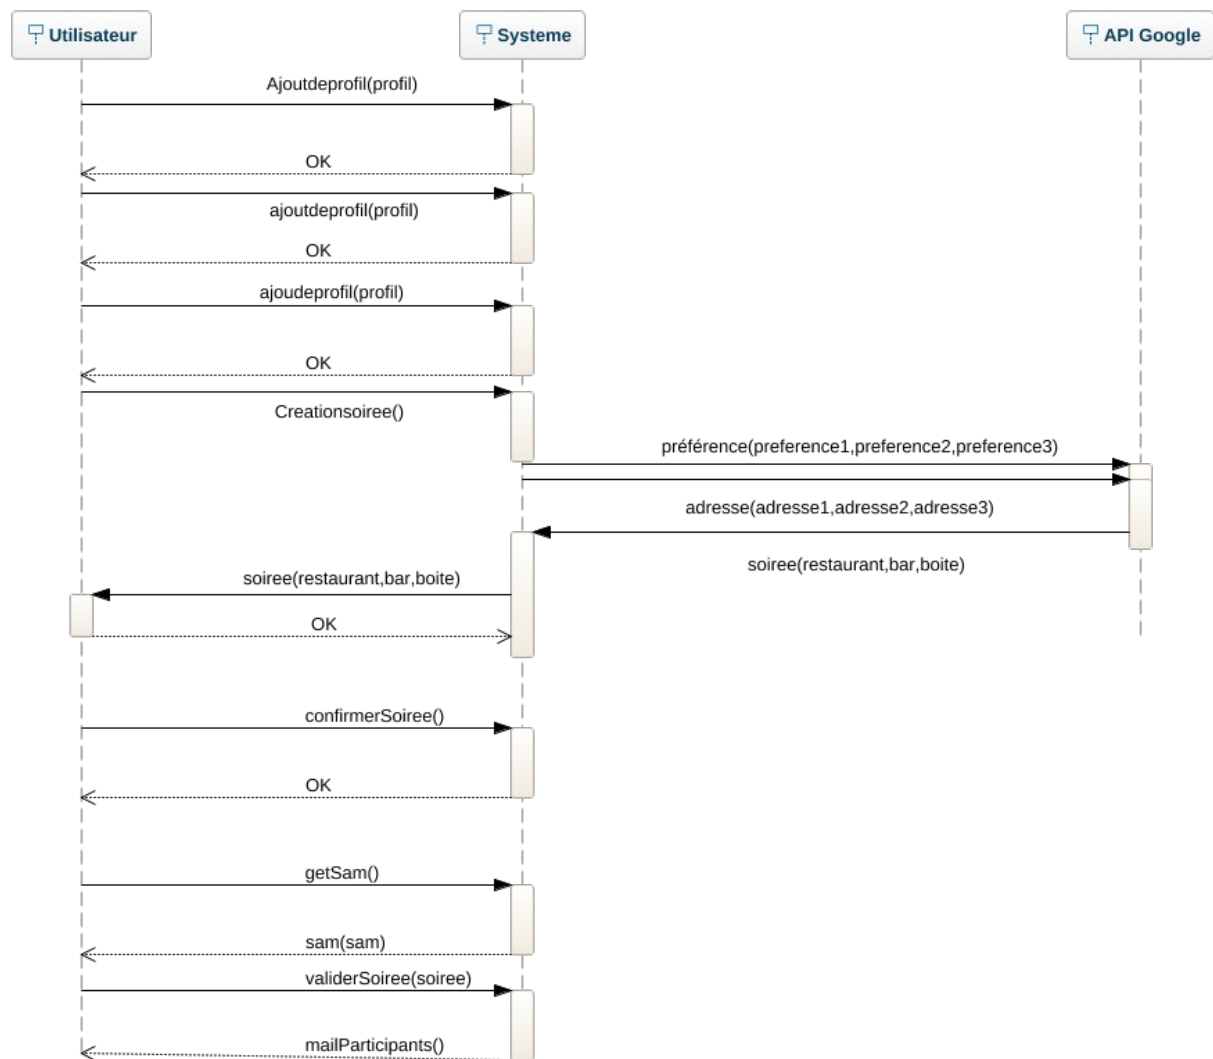 Utilisateur
Systeme
API Google
Ajoutdeprofil(profil)
OK
ajoutdeprofil(profil)
OK
ajoudeprofil(profil)
OK
Creationsoiree()
préférence(preference1,preference2,preference3)
adresse(adresse1,adresse2,adresse3)
soiree(restaurant,bar,boite)
soiree(restaurant,bar,boite)
OK
confirmerSoiree()
OK
getSam()
sam(sam)
validerSoiree(soiree)
mailParticipants()